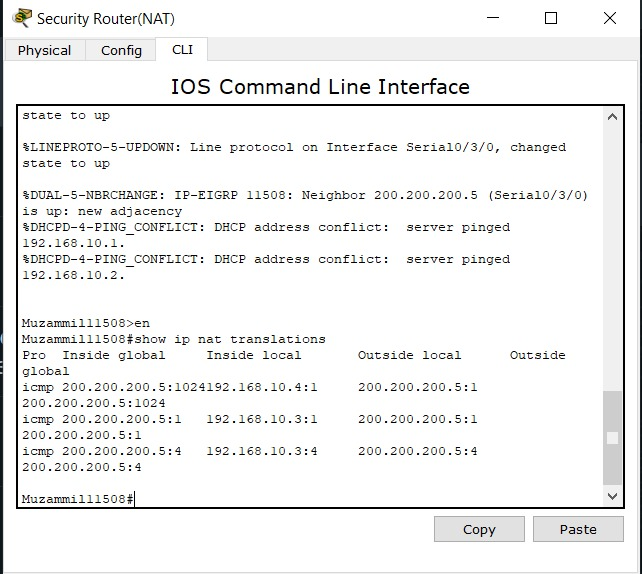 Security Router(NAT)
Physical Config CLI
IOS Command Line Interface
state to up
%LINEPROTO-5-UPDOWN: Line protocol on Interface Serial0/3/0, changed
state to up
%DUAL-5-NBRCHANGE: IP-EIGRP 11508: Neighbor 200.200.200.5 (Serial0/3/0)
is up: new adjacency
%DHCPD-4-PING_CONFLICT: DHCP address conflict:  server pinged
192.168.10.1.
%DHCPD-4-PING_CONFLICT: DHCP address conflict:  server pinged
192.168.10.2.
Muzammil11508>en
Muzammil11508#show ip nat translations
Pro  Inside global     Inside local       Outside local      Outside
global
icmp 200.200.200.5:1024192.168.10.4:1     200.200.200.5:1
200.200.200.5:1024
icmp 200.200.200.5:1   192.168.10.3:1     200.200.200.5:1
200.200.200.5:1
icmp 200.200.200.5:4   192.168.10.3:4     200.200.200.5:4
200.200.200.5:4
Muzammil11508#
Copy Paste